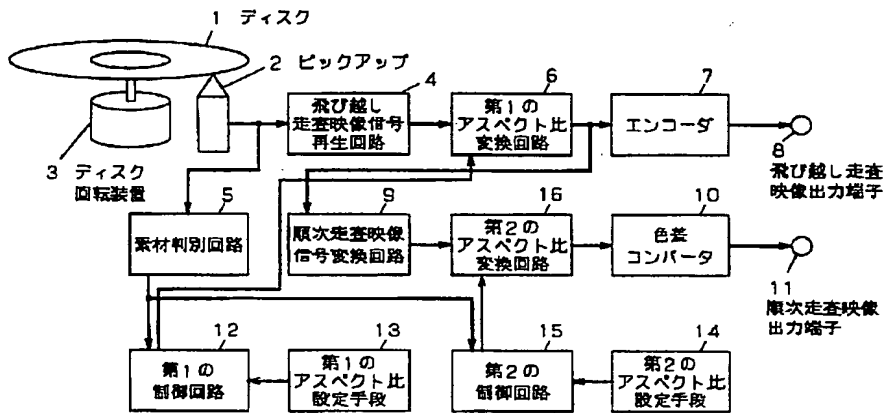 1 ディスク
2 ピックアップ
3 ディスク
回転装置
4
飛び越し
走査映像信号
再生回路
6
第1の
アスペクト比
変換回路
7
エンコーダ
8
飛び越し走査
映像出力端子
5
素材判別回路
9
順次走査映像
信号変換回路
16
第2の
アスペクト比
変換回路
10
色差
コンバータ
11
順次走査映像
出力端子
12
第1の
制御回路
13
第1の
アスペクト比
設定手段
15
第2の
制御回路
14
第2の
アスペクト比
設定手段